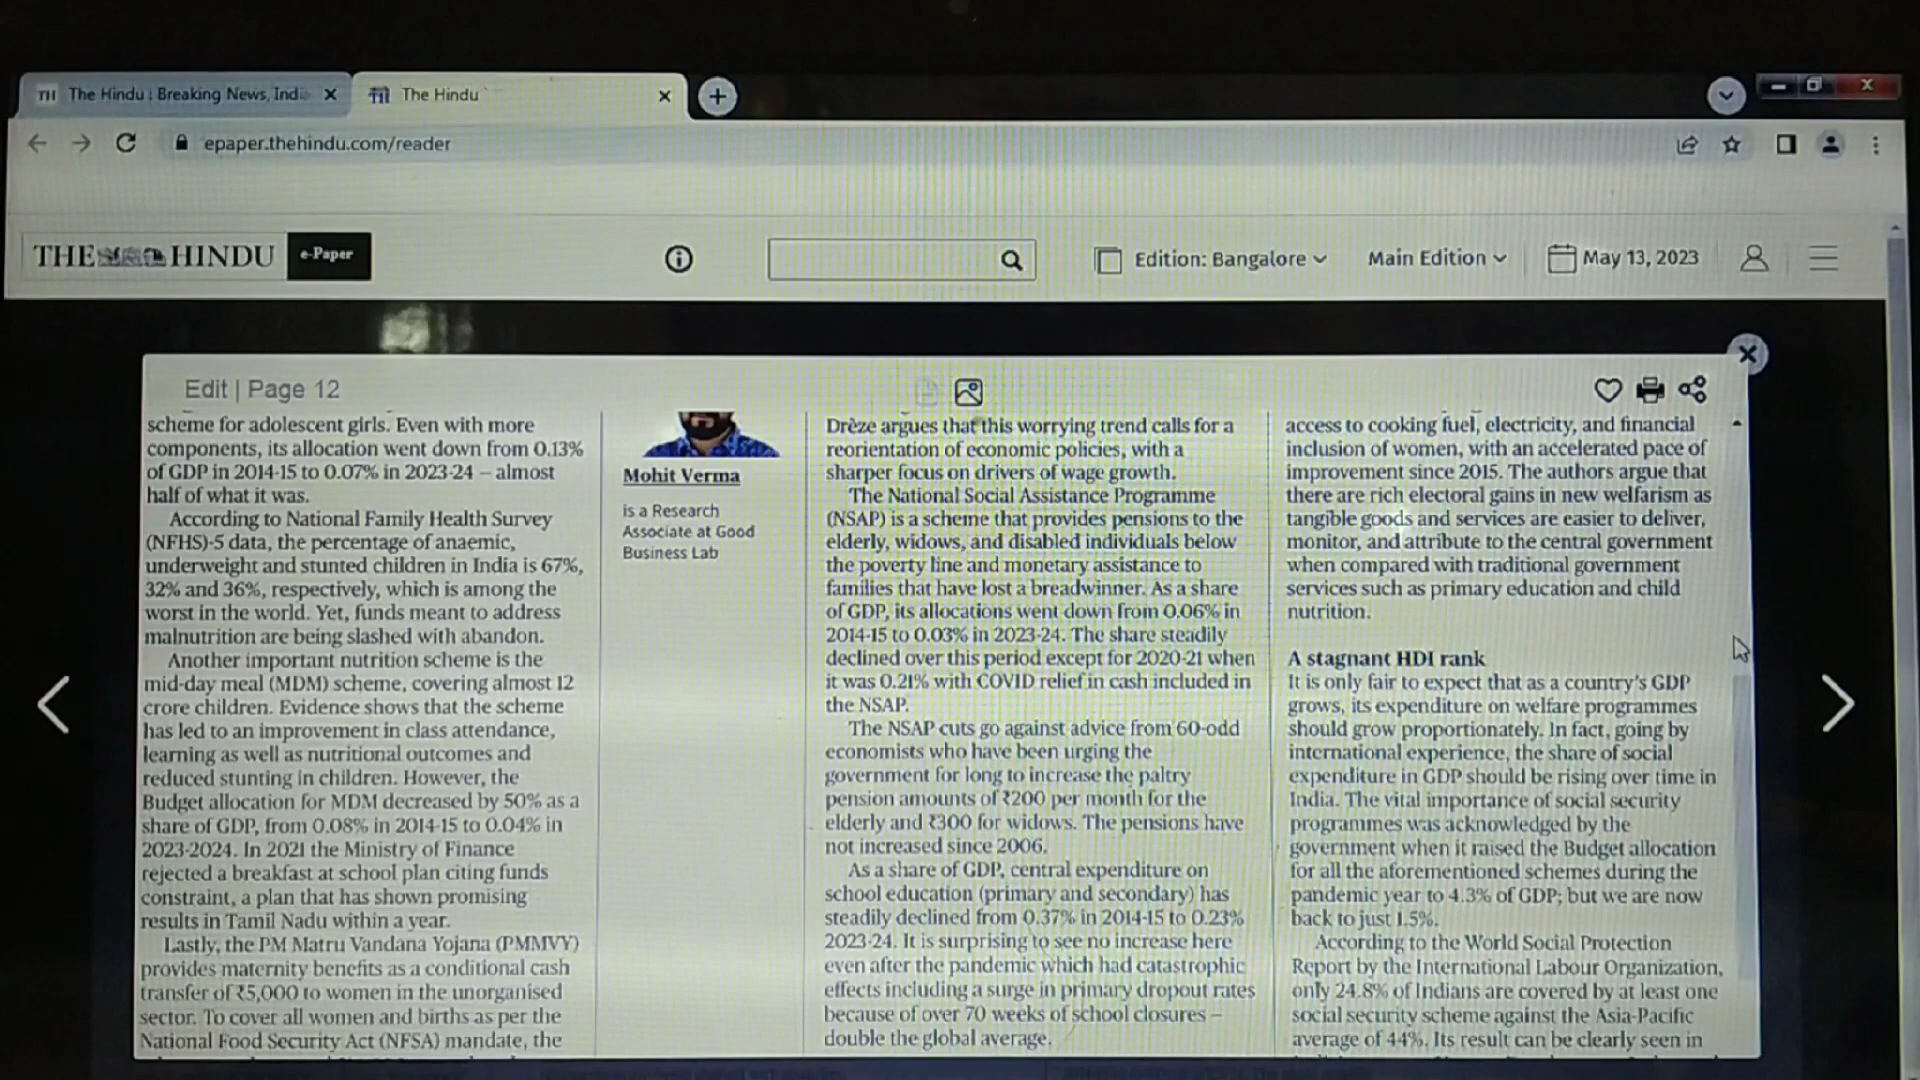 The Hindu : Breaking News, Indi
The Hindu
epaper.thehindu.com/reader
THE HINDU
e-Paper
Edition: Bangalore
Main Edition
May 13, 2023
Edit | Page 12
scheme for adolescent girls. Even with more
components, its allocation went down from 0.13%
of GDP in 2014-15 to 0.07% in 2023-24 – almost
half of what it was.
According to National Family Health Survey
(NFHS)-5 data, the percentage of anaemic,
underweight and stunted children in India is 67%,
32% and 36%, respectively, which is among the
worst in the world. Yet, funds meant to address
malnutrition are being slashed with abandon.
Another important nutrition scheme is the
mid-day meal (MDM) scheme, covering almost 12
crore children. Evidence shows that the scheme
has led to an improvement in class attendance,
learning as well as nutritional outcomes and
reduced stunting in children. However, the
Budget allocation for MDM decreased by 50% as a
share of GDP, from 0.08% in 2014-15 to 0.04% in
2023-2024. In 2021 the Ministry of Finance
rejected a breakfast at school plan citing funds
constraint, a plan that has shown promising
results in Tamil Nadu within a year.
Lastly, the PM Matru Vandana Yojana (PMMVY)
provides maternity benefits as a conditional cash
transfer of ₹5,000 to women in the unorganised
sector. To cover all women and births as per the
National Food Security Act (NFSA) mandate, the
Mohit Verma
is a Research
Associate at Good
Business Lab
Drèze argues that this worrying trend calls for a
reorientation of economic policies, with a
sharper focus on drivers of wage growth.
The National Social Assistance Programme
(NSAP) is a scheme that provides pensions to the
elderly, widows, and disabled individuals below
the poverty line and monetary assistance to
families that have lost a breadwinner. As a share
of GDP, its allocations went down from 0.06% in
2014-15 to 0.03% in 2023-24. The share steadily
declined over this period except for 2020-21 when
it was 0.21% with COVID relief in cash included in
the NSAP.
The NSAP cuts go against advice from 60-odd
economists who have been urging the
government for long to increase the paltry
pension amounts of ₹200 per month for the
elderly and ₹300 for widows. The pensions have
not increased since 2006.
As a share of GDP, central expenditure on
school education (primary and secondary) has
steadily declined from 0.37% in 2014-15 to 0.23%
2023-24. It is surprising to see no increase here
even after the pandemic which had catastrophic
effects including a surge in primary dropout rates
because of over 70 weeks of school closures –
double the global average.
access to cooking fuel, electricity, and financial
inclusion of women, with an accelerated pace of
improvement since 2015. The authors argue that
there are rich electoral gains in new welfarism as
tangible goods and services are easier to deliver,
monitor, and attribute to the central government
when compared with traditional government
services such as primary education and child
nutrition.
A stagnant HDI rank
It is only fair to expect that as a country's GDP
grows, its expenditure on welfare programmes
should grow proportionately. In fact, going by
international experience, the share of social
expenditure in GDP should be rising over time in
India. The vital importance of social security
programmes was acknowledged by the
government when it raised the Budget allocation
for all the aforementioned schemes during the
pandemic year to 4.3% of GDP; but we are now
back to just 1.5%.
According to the World Social Protection
Report by the International Labour Organization,
only 24.8% of Indians are covered by at least one
social security scheme against the Asia-Pacific
average of 44%. Its result can be clearly seen in